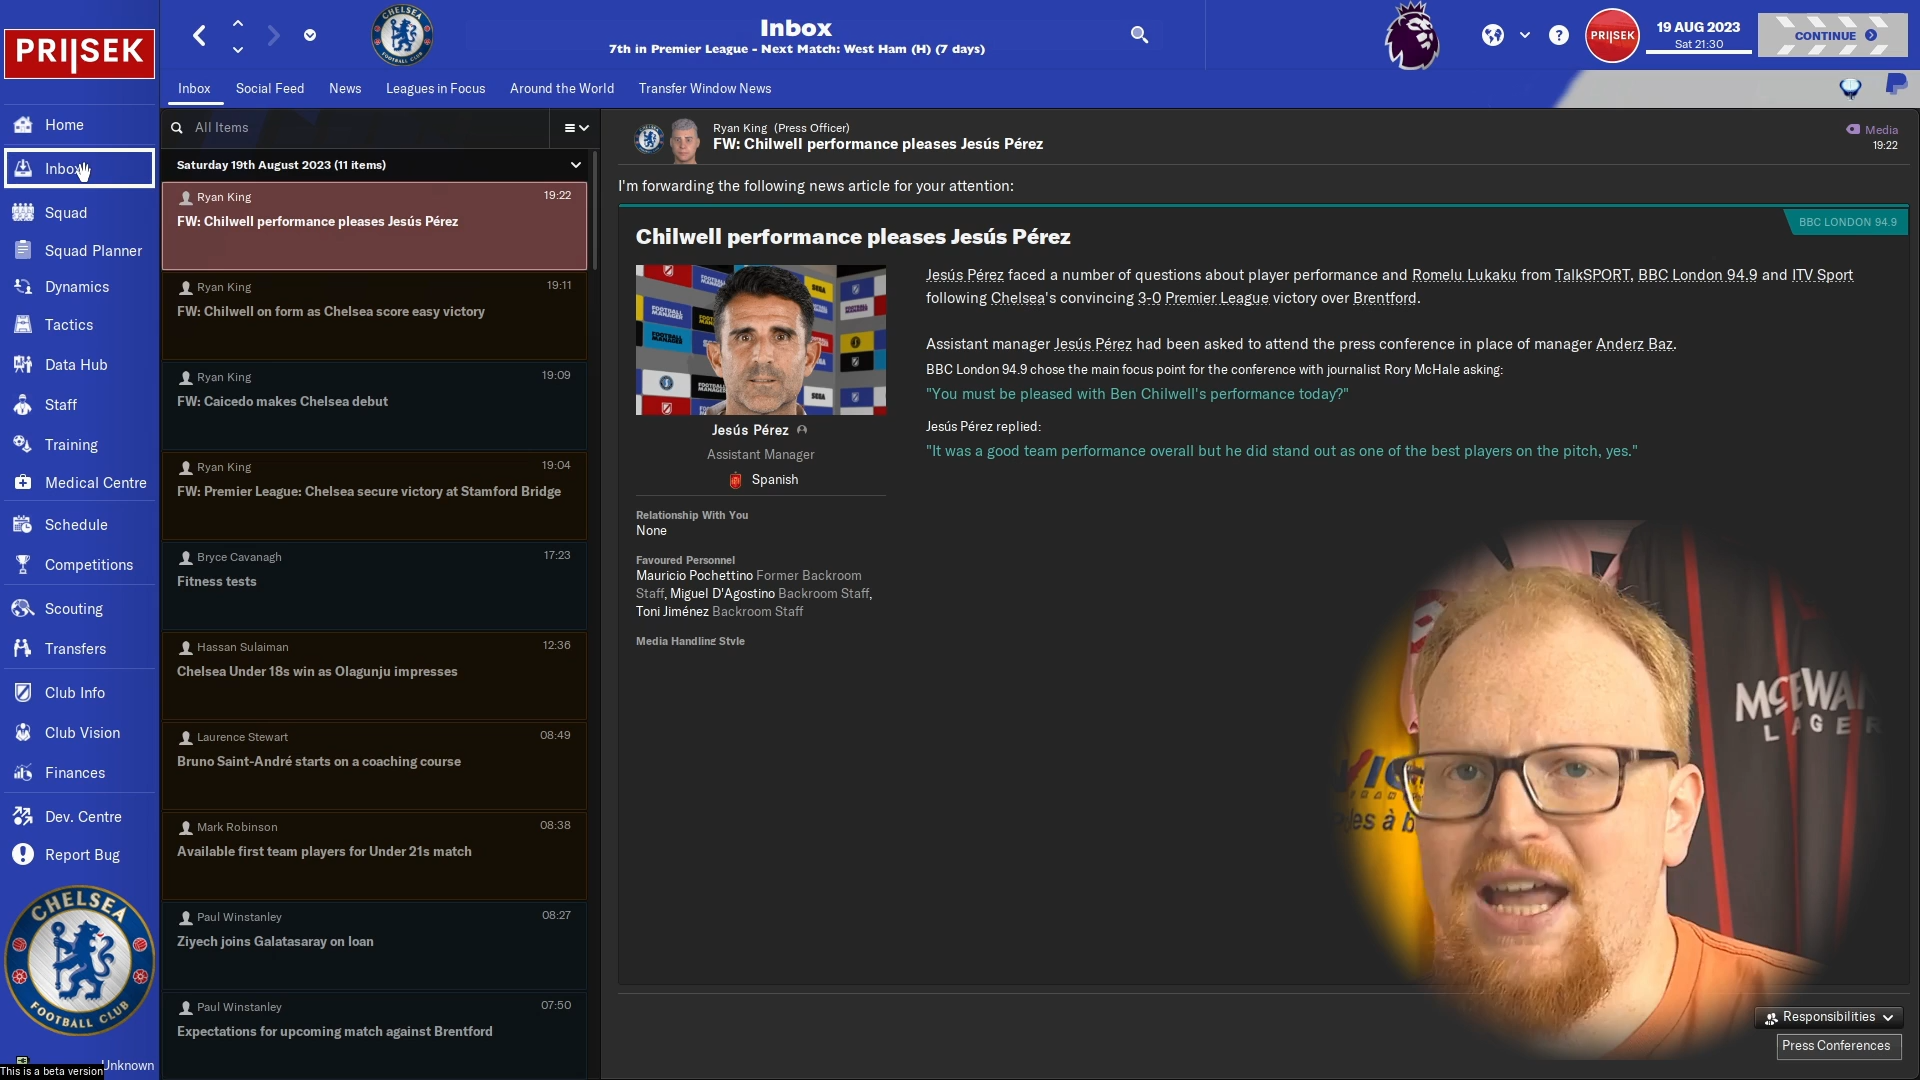 PRIJSEK
Inbox
7th in Premier League - Next Match: West Ham (H) (7 days)
PRIJSEK
19 AUG 2023
Sat 21:30
CONTINUE
Inbox
Social Feed
News
Leagues in Focus
Around the World
Transfer Window News
Home
Inbox
Squad
Squad Planner
Dynamics
Tactics
Data Hub
Staff
Training
Medical Centre
Schedule
Competitions
Scouting
Transfers
Club Info
Club Vision
Finances
Dev. Centre
Report Bug
CHELSEA
FOOTBALL CLUB
Unknown
This is a beta version
All Items
Saturday 19th August 2023 (11 items)
Ryan King
19:22
FW: Chilwell performance pleases Jesús Pérez
Ryan King
19:11
FW: Chilwell on form as Chelsea score easy victory
Ryan King
19:09
FW: Caicedo makes Chelsea debut
Ryan King
19:04
FW: Premier League: Chelsea secure victory at Stamford Bridge
Bryce Cavanagh
17:23
Fitness tests
Hassan Sulaiman
12:36
Chelsea Under 18s win as Olagunju impresses
Laurence Stewart
08:49
Bruno Saint-André starts on a coaching course
Mark Robinson
08:38
Available first team players for Under 21s match
Paul Winstanley
08:27
Ziyech joins Galatasaray on loan
Paul Winstanley
07:50
Expectations for upcoming match against Brentford
Ryan King (Press Officer)
FW: Chilwell performance pleases Jesús Pérez
Media
19:22
I'm forwarding the following news article for your attention:
BBC LONDON 94.9
Chilwell performance pleases Jesús Pérez
Jesús Pérez
Assistant Manager
Spanish
Relationship With You
None
Favoured Personnel
Mauricio Pochettino Former Backroom
Staff, Miguel D'Agostino Backroom Staff,
Toni Jiménez Backroom Staff
Media Handling Style
Jesús Pérez faced a number of questions about player performance and Romelu Lukaku from TalkSPORT, BBC London 94.9 and ITV Sport
following Chelsea's convincing 3-0 Premier League victory over Brentford.
Assistant manager Jesús Pérez had been asked to attend the press conference in place of manager Anderz Baz.
BBC London 94.9 chose the main focus point for the conference with journalist Rory McHale asking:
"You must be pleased with Ben Chilwell's performance today?"
Jesús Pérez replied:
"It was a good team performance overall but he did stand out as one of the best players on the pitch, yes."
LAGER
Responsibilities
Press Conferences